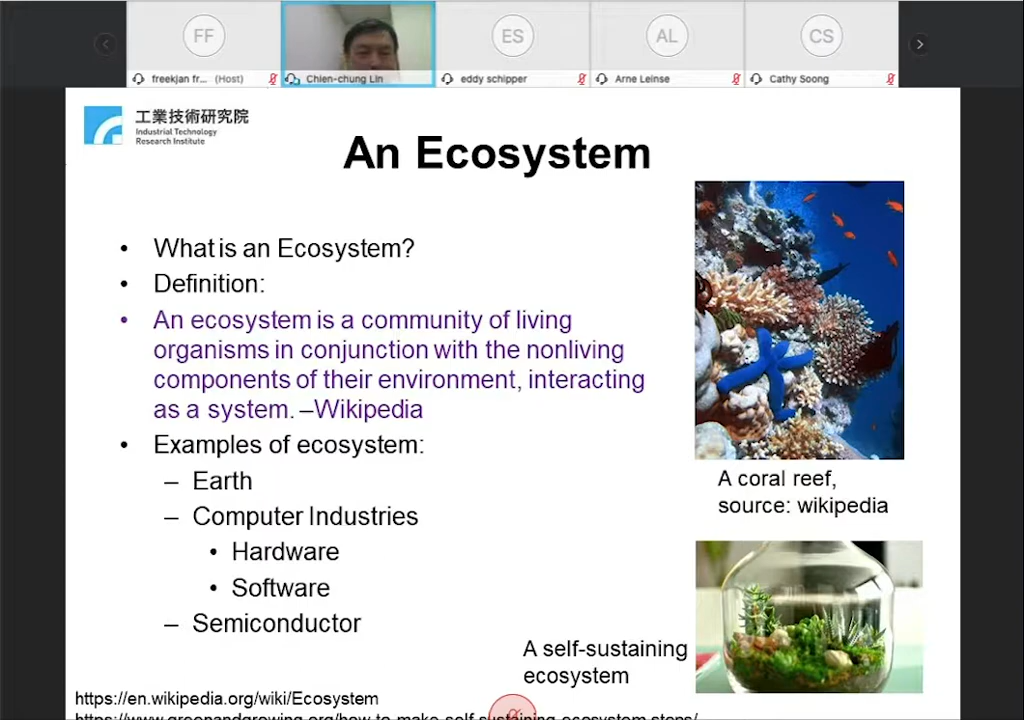 FF
ES
AL
CS
freekjan fr... (Host)
Chien-chung Lin
eddy schipper
Arne Leinse
Cathy Soong
工業技術研究院
Industrial Technology
Research Institute
An Ecosystem
• What is an Ecosystem?
• Definition:
• An ecosystem is a community of living
organisms in conjunction with the nonliving
components of their environment, interacting
as a system. –Wikipedia
• Examples of ecosystem:
– Earth
– Computer Industries
• Hardware
• Software
– Semiconductor
A coral reef,
source: wikipedia
A self-sustaining
ecosystem
https://en.wikipedia.org/wiki/Ecosystem
https://www.greenandgrowing.org/how-to-make-self-sustaining-ecosystem-steps/